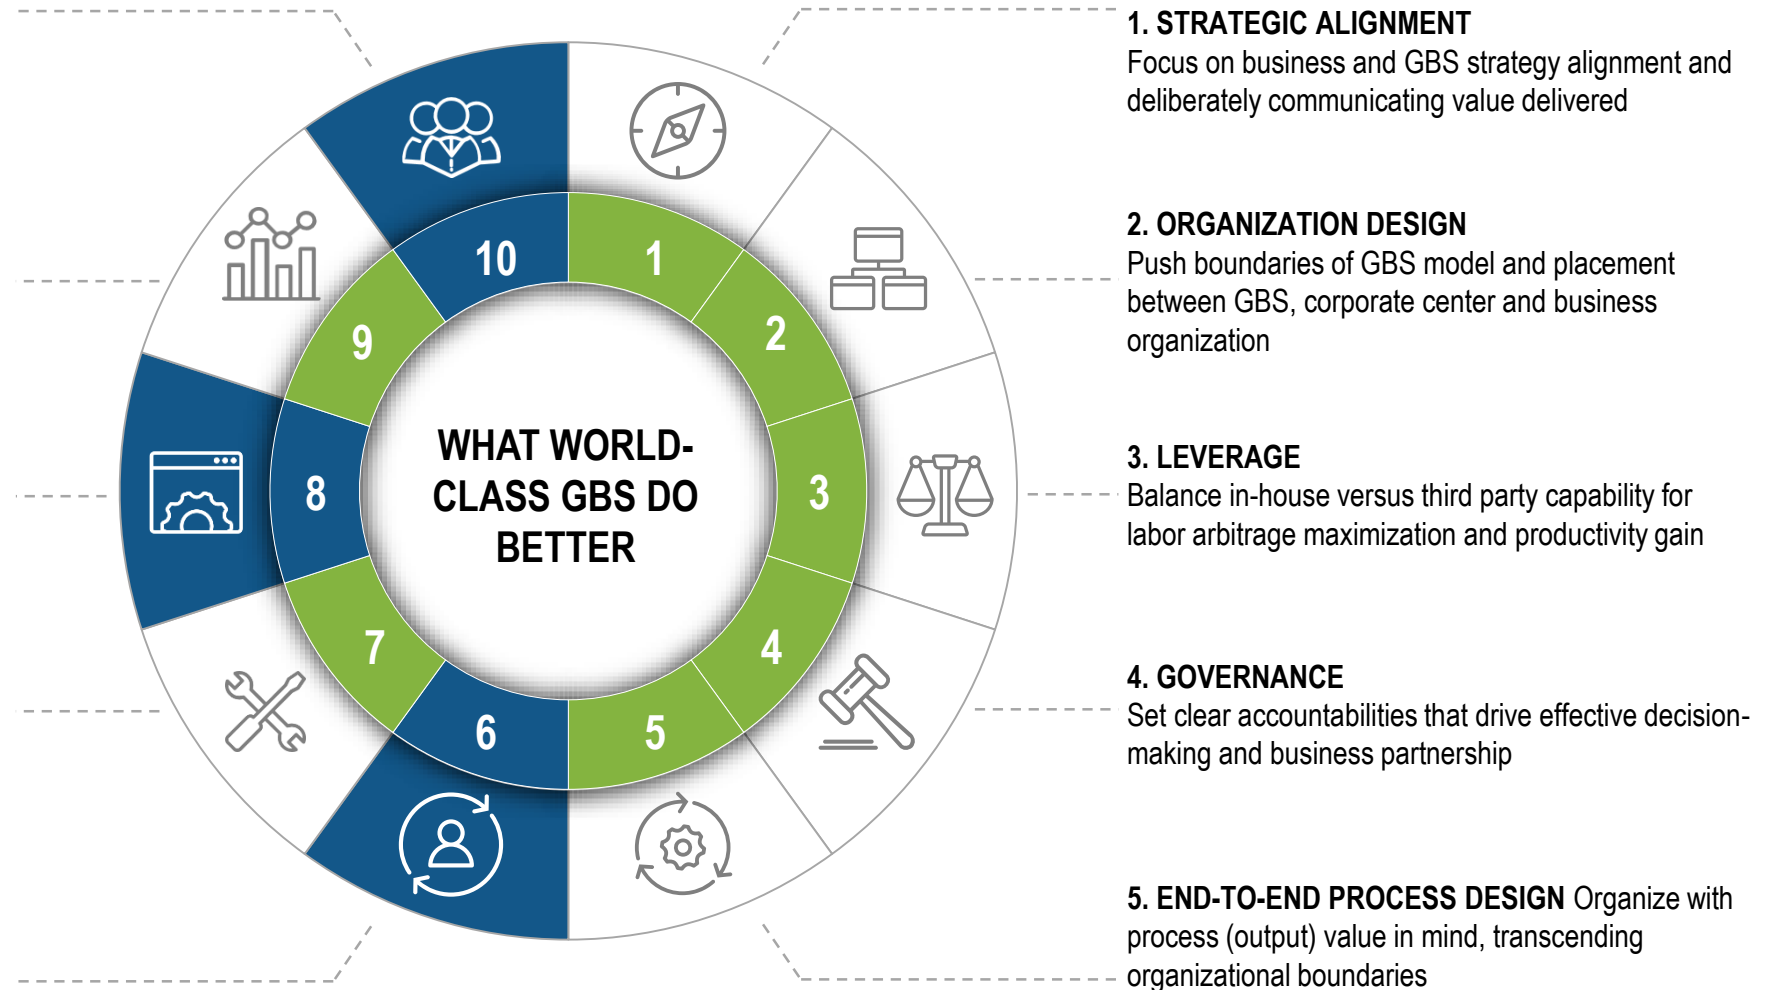 1. STRATEGIC ALIGNMENT
Focus on business and GBS strategy alignment and
deliberately communicating value delivered
2. ORGANIZATION DESIGN
Push boundaries of GBS model and placement
between GBS, corporate center and business
organization
3. LEVERAGE
Balance in-house versus third party capability for
labor arbitrage maximization and productivity gain
4. GOVERNANCE
Set clear accountabilities that drive effective decision-
making and business partnership
5. END-TO-END PROCESS DESIGN Organize with
process (output) value in mind, transcending
organizational boundaries
WHAT WORLD-
CLASS GBS DO
BETTER
1
2
3
4
5
6
7
8
9
10